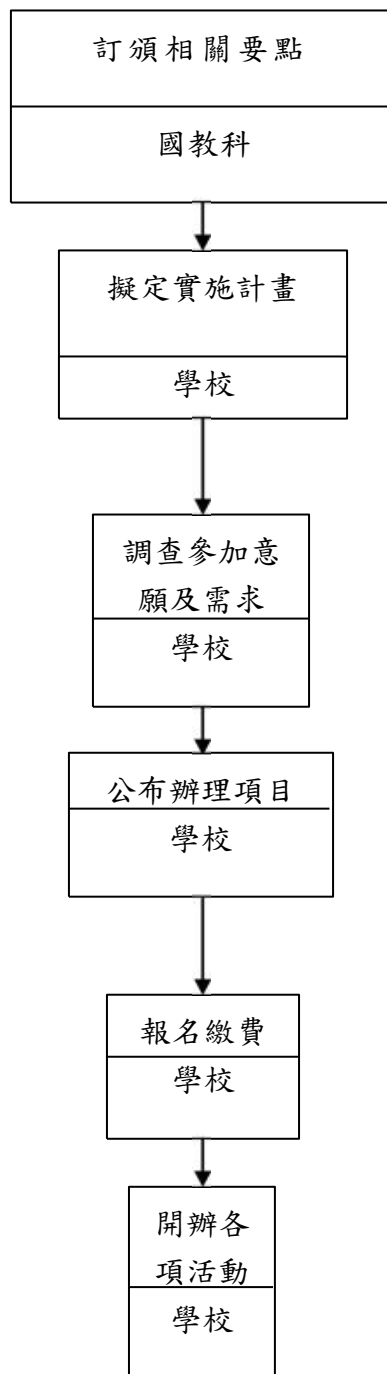 訂頒相關要點
國教科
擬定實施計畫
學校
調查參加意
願及需求
學校
公布辦理項目
學校
報名繳費
學校
開辦各
項活動
學校